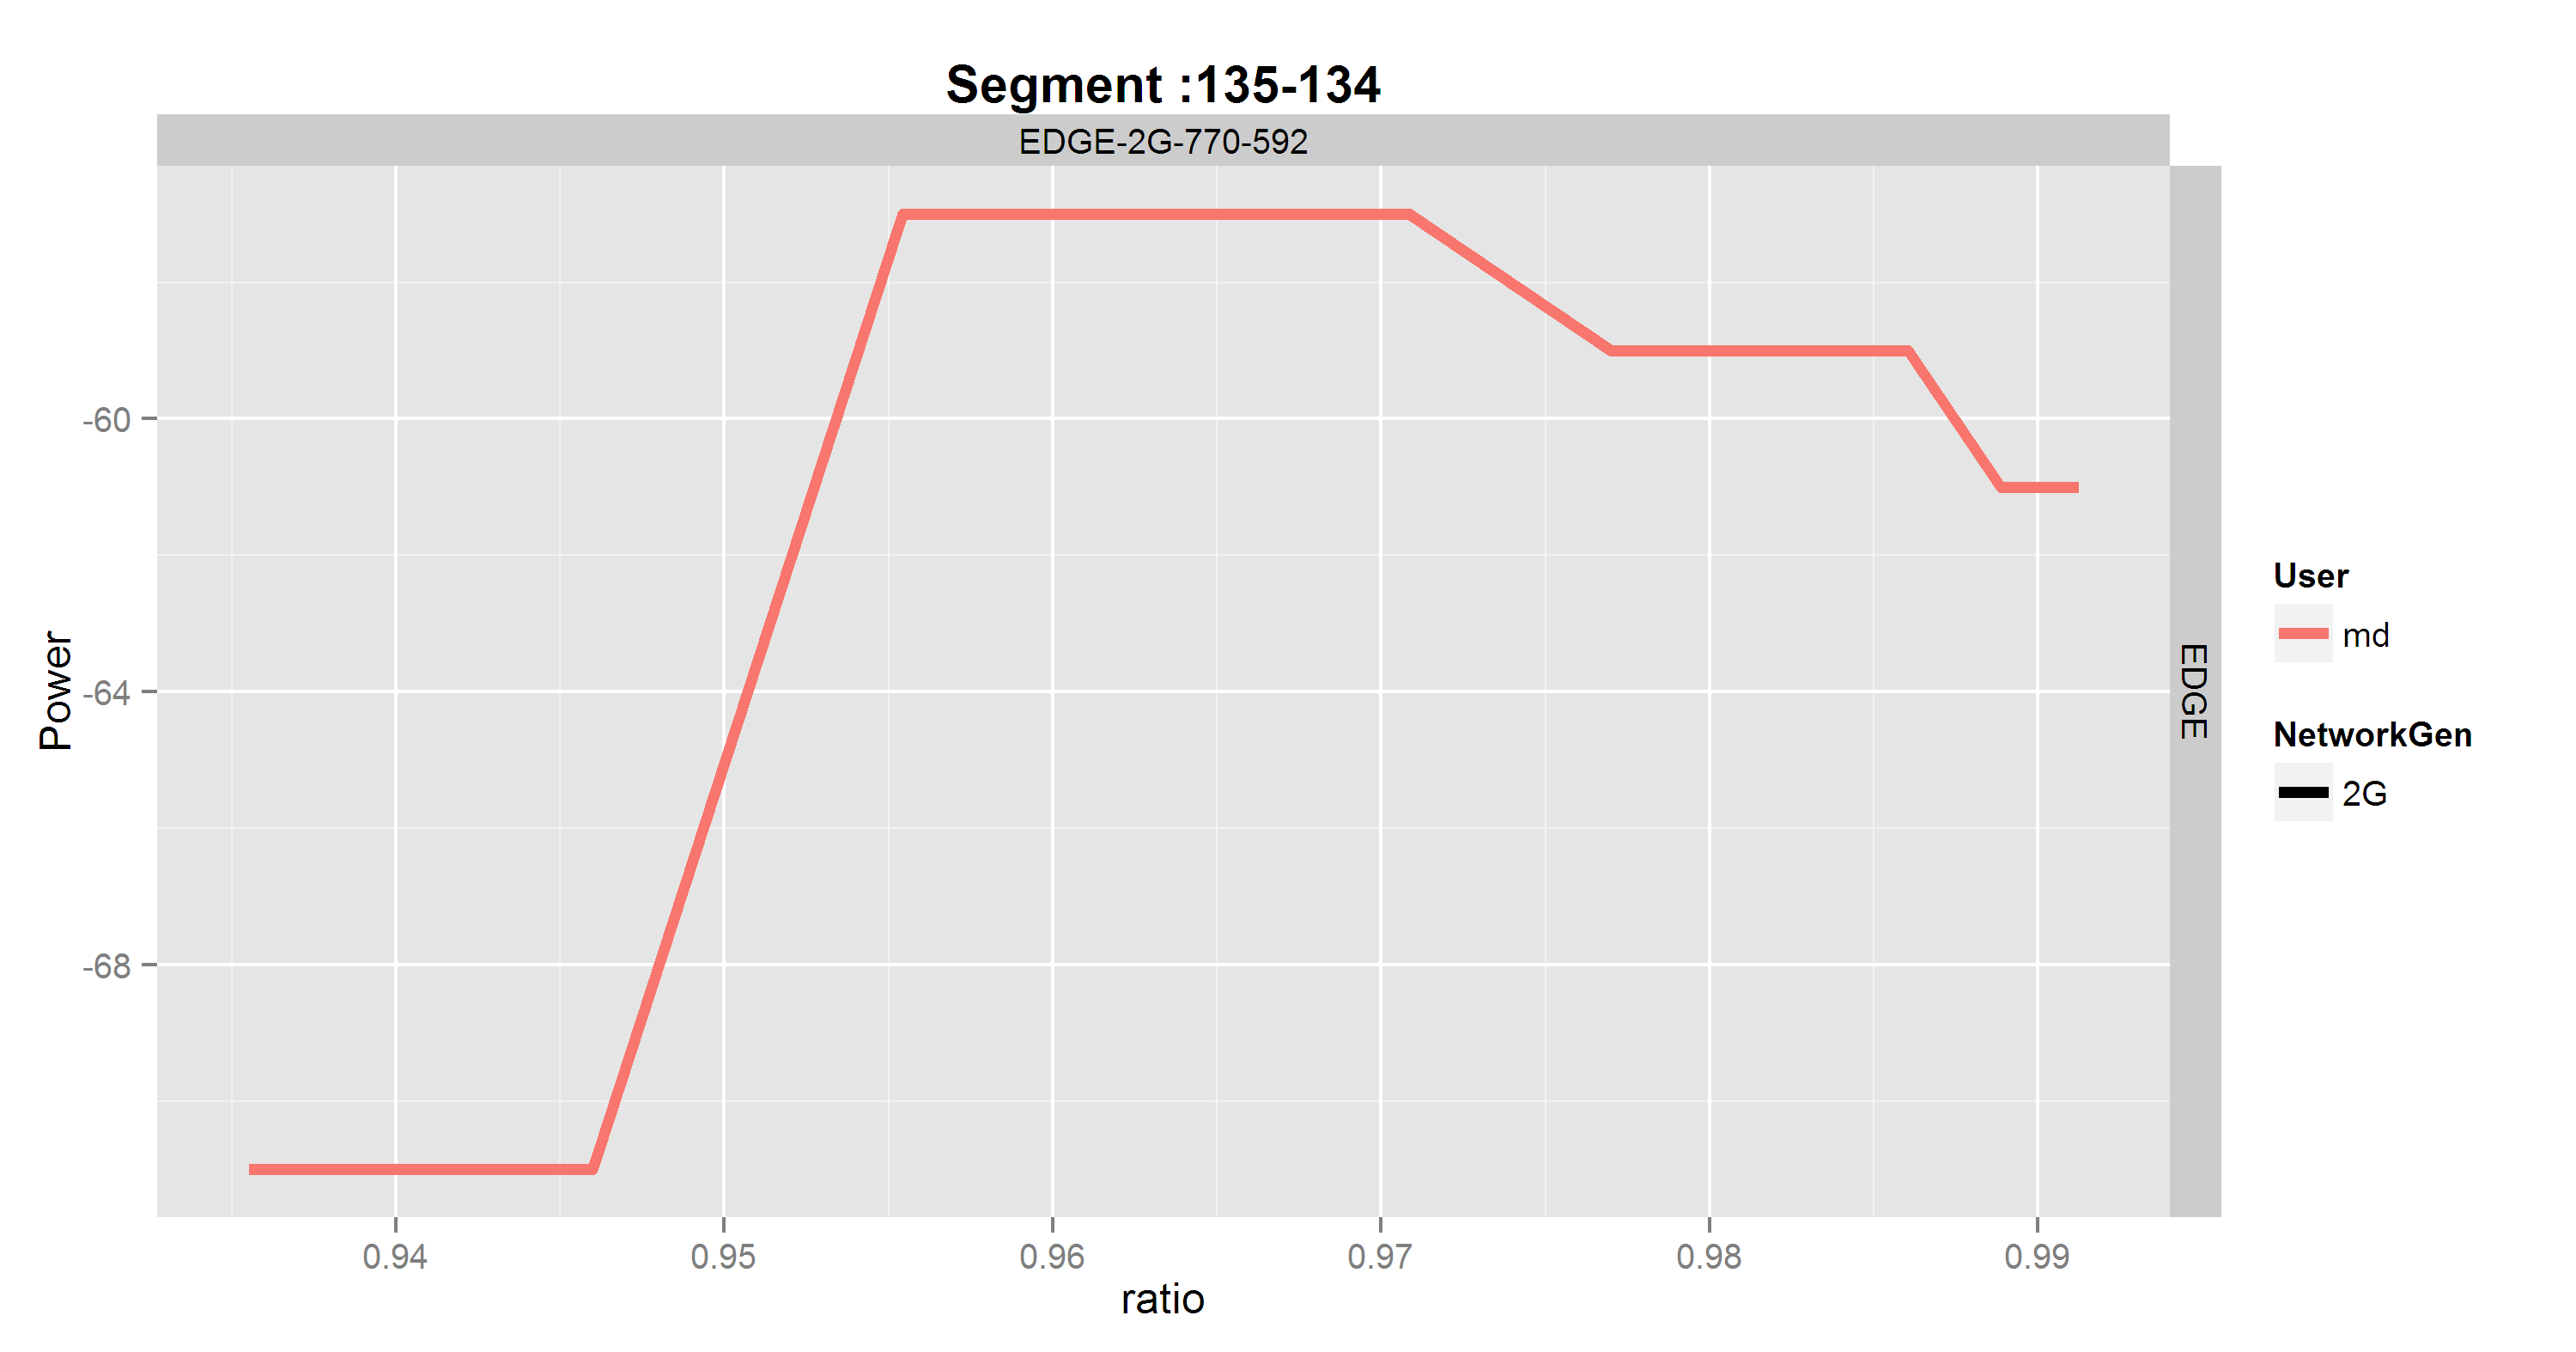 Segment :135-134
EDGE-2G-770-592
-60
-64
-68
Power
EDGE
0.94
0.95
0.96
0.97
0.98
0.99
ratio
User
md
NetworkGen
2G